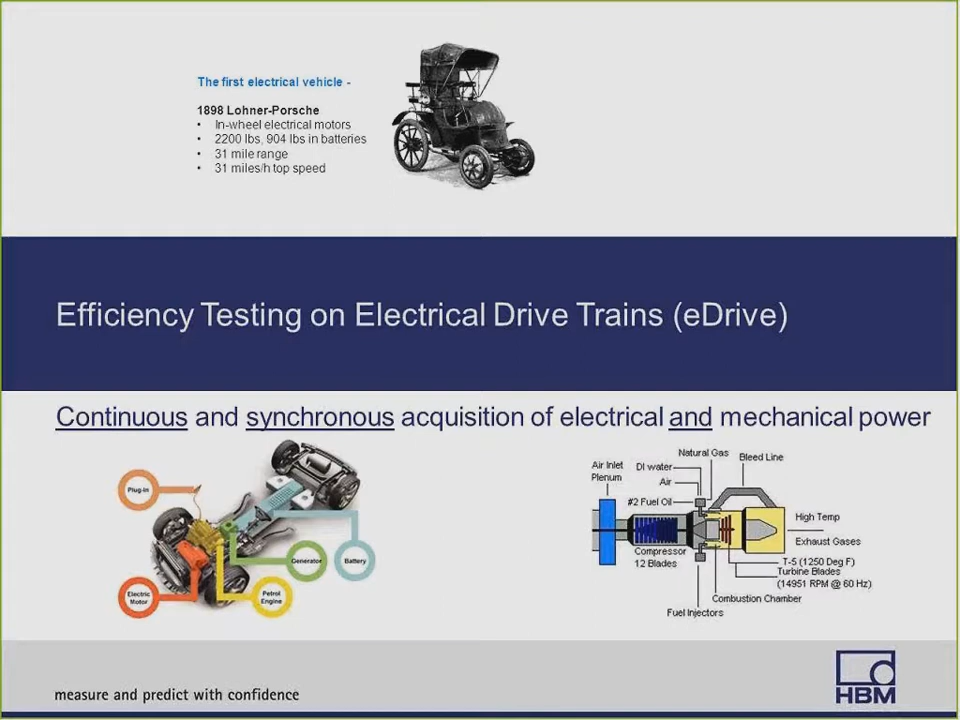 The first electrical vehicle -
1898 Lohner-Porsche
• In-wheel electrical motors
• 2200 lbs, 904 lbs in batteries
• 31 mile range
• 31 miles/h top speed
Efficiency Testing on Electrical Drive Trains (eDrive)
Continuous and synchronous acquisition of electrical and mechanical power
Plug-in
Generator
Battery
Electric
Motor
Petrol
Engine
Natural Gas
Bleed Line
Air Inlet
Plenum
DI water
Air
#2 Fuel Oil
High Temp
Exhaust Gases
Compressor
12 Blades
T-5 (1250 Deg F)
Turbine Blades
(14951 RPM @ 60 Hz)
Combustion Chamber
Fuel Injectors
measure and predict with confidence
HBM